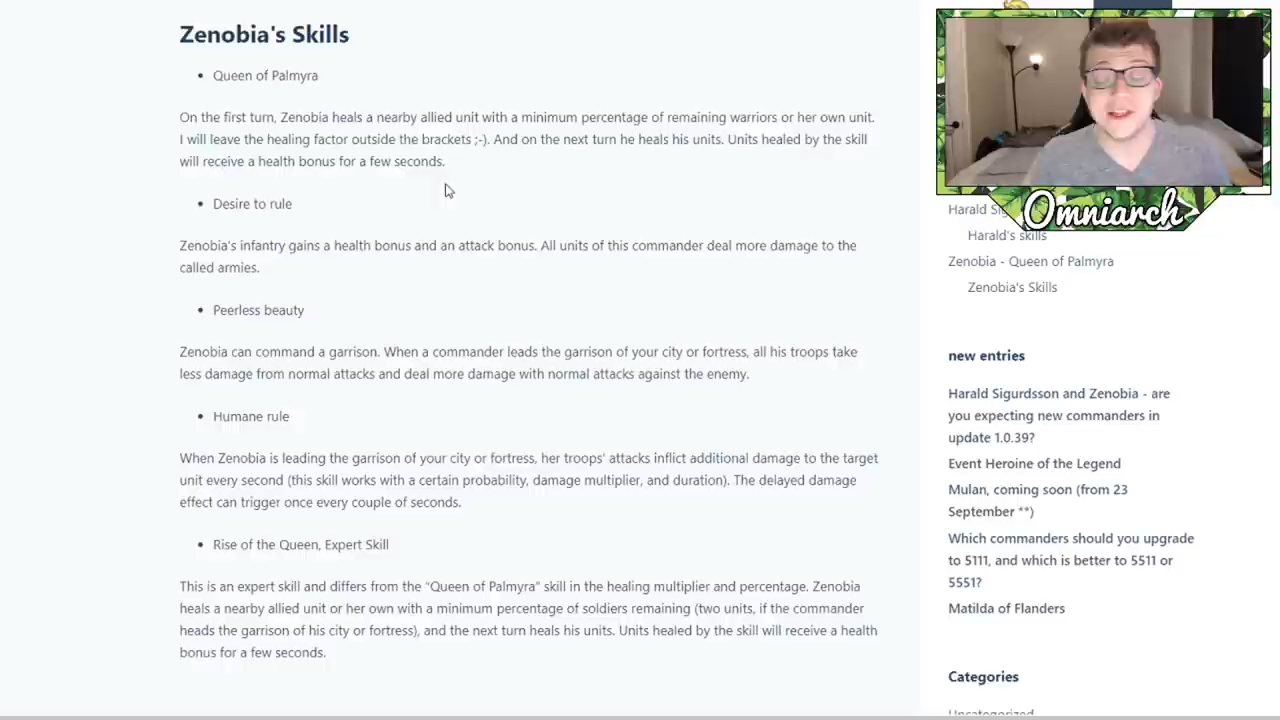 Zenobia's Skills
• Queen of Palmyra
On the first turn, Zenobia heals a nearby allied unit with a minimum percentage of remaining warriors or her own unit.
I will leave the healing factor outside the brackets ;-). And on the next turn he heals his units. Units healed by the skill
will receive a health bonus for a few seconds.
• Desire to rule
Zenobia's infantry gains a health bonus and an attack bonus. All units of this commander deal more damage to the
called armies.
• Peerless beauty
Zenobia can command a garrison. When a commander leads the garrison of your city or fortress, all his troops take
less damage from normal attacks and deal more damage with normal attacks against the enemy.
• Humane rule
When Zenobia is leading the garrison of your city or fortress, her troops' attacks inflict additional damage to the target
unit every second (this skill works with a certain probability, damage multiplier, and duration). The delayed damage
effect can trigger once every couple of seconds.
• Rise of the Queen, Expert Skill
This is an expert skill and differs from the “Queen of Palmyra” skill in the healing multiplier and percentage. Zenobia
heals a nearby allied unit or her own with a minimum percentage of soldiers remaining (two units, if the commander
heads the garrison of his city or fortress), and the next turn heals his units. Units healed by the skill will receive a health
bonus for a few seconds.
Omniarch
Harald Sig
Harald's skills
Zenobia - Queen of Palmyra
Zenobia's Skills
new entries
Harald Sigurdsson and Zenobia - are
you expecting new commanders in
update 1.0.39?
Event Heroine of the Legend
Mulan, coming soon (from 23
September **)
Which commanders should you upgrade
to 5111, and which is better to 5511 or
5551?
Matilda of Flanders
Categories
Uncategorized